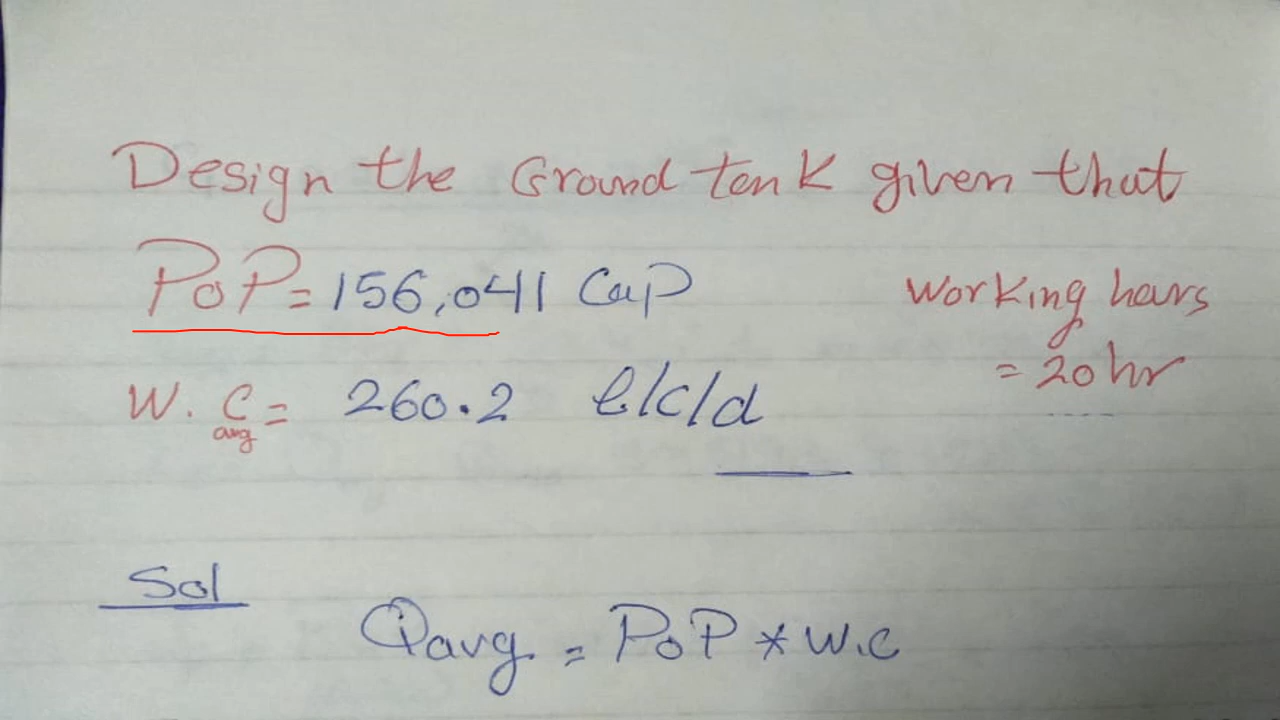 Design the Ground tank given that
PoP = 156,041 Cap
working hours
= 20 hr
W. C avg = 260.2 l/c/d
Sol
Qavg. = PoP * W.C